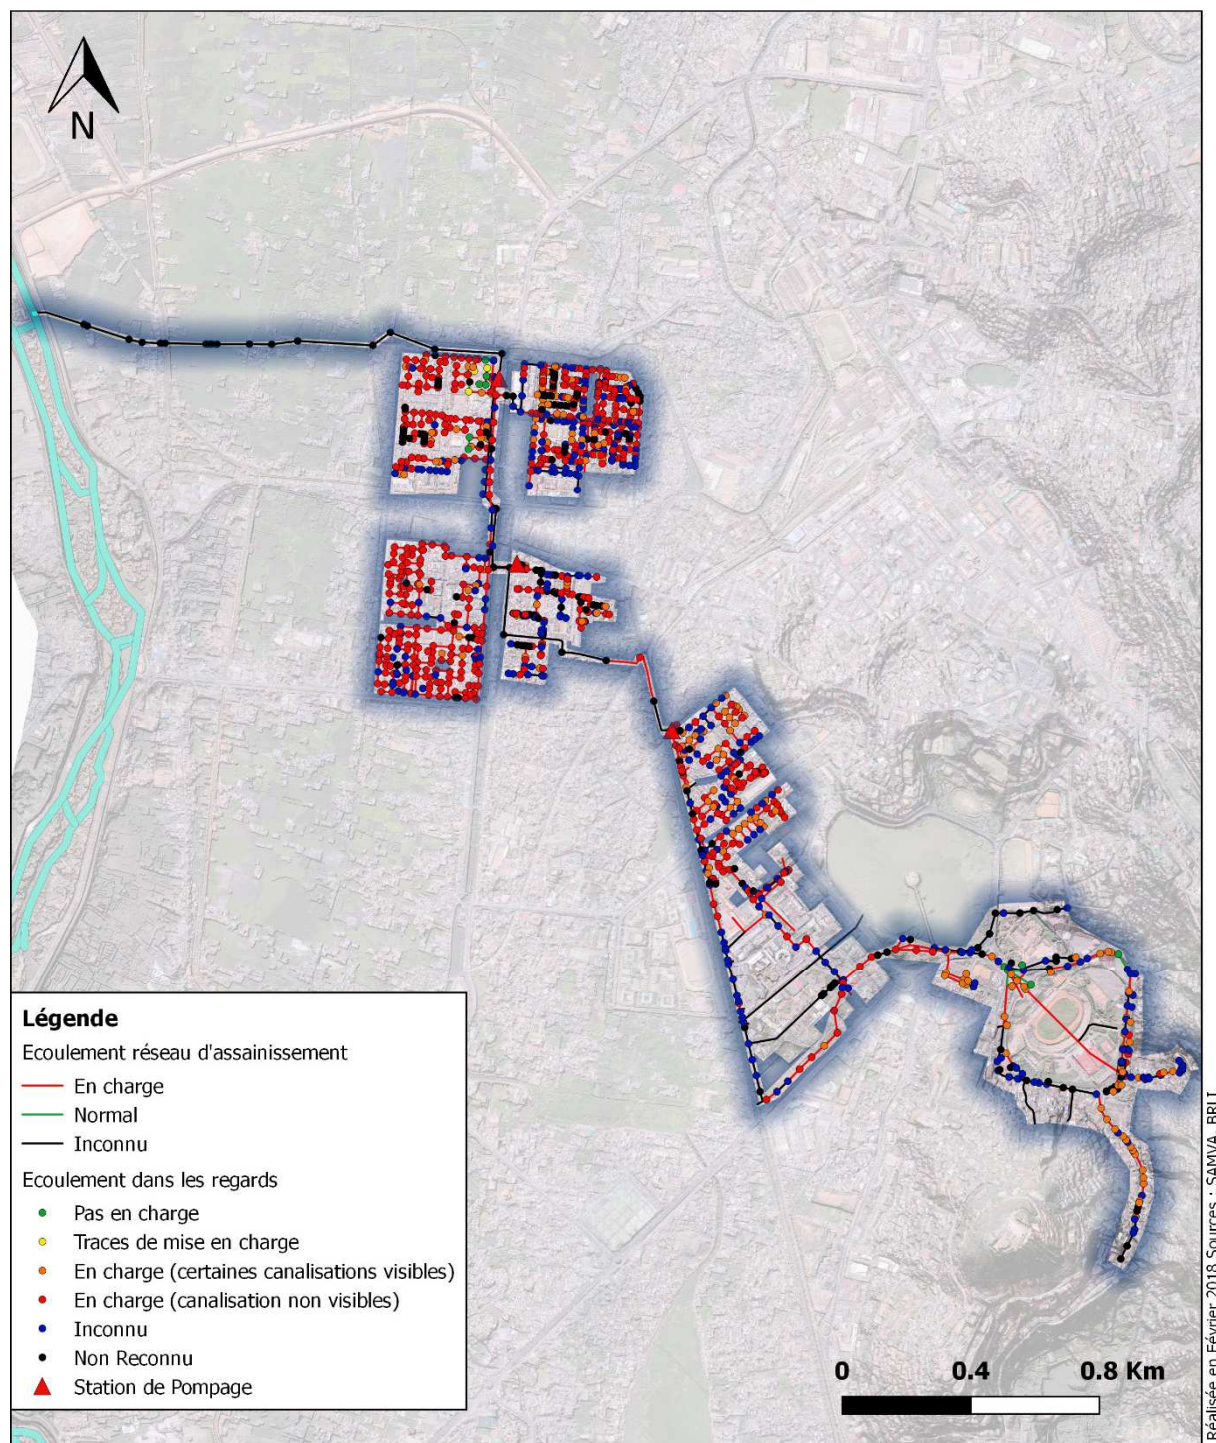 N
Légende
Ecoulement réseau d'assainissement
En charge
Normal
Inconnu
Ecoulement dans les regards
Pas en charge
Traces de mise en charge
En charge (certaines canalisations visibles)
En charge (canalisation non visibles)
Inconnu
Non Reconnu
Station de Pompage
0 0.4 0.8 Km
Réalisée en Février 2018 Sources : SAMVA, BRLI